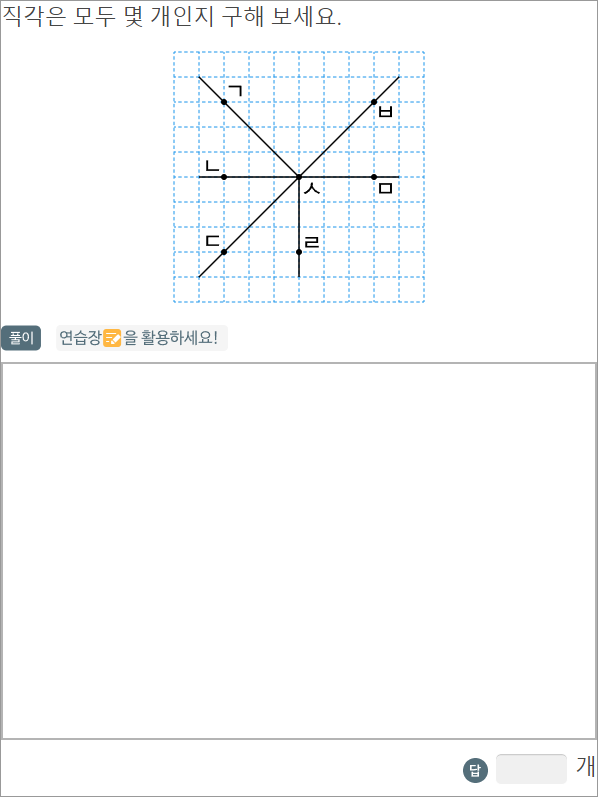 직각은 모두 몇 개인지 구해 보세요.
ㄱ
ㅂ
ㄴ
ㅅ
ㅁ
ㄷ
ㄹ
풀이 연습장을 활용하세요!
답 개